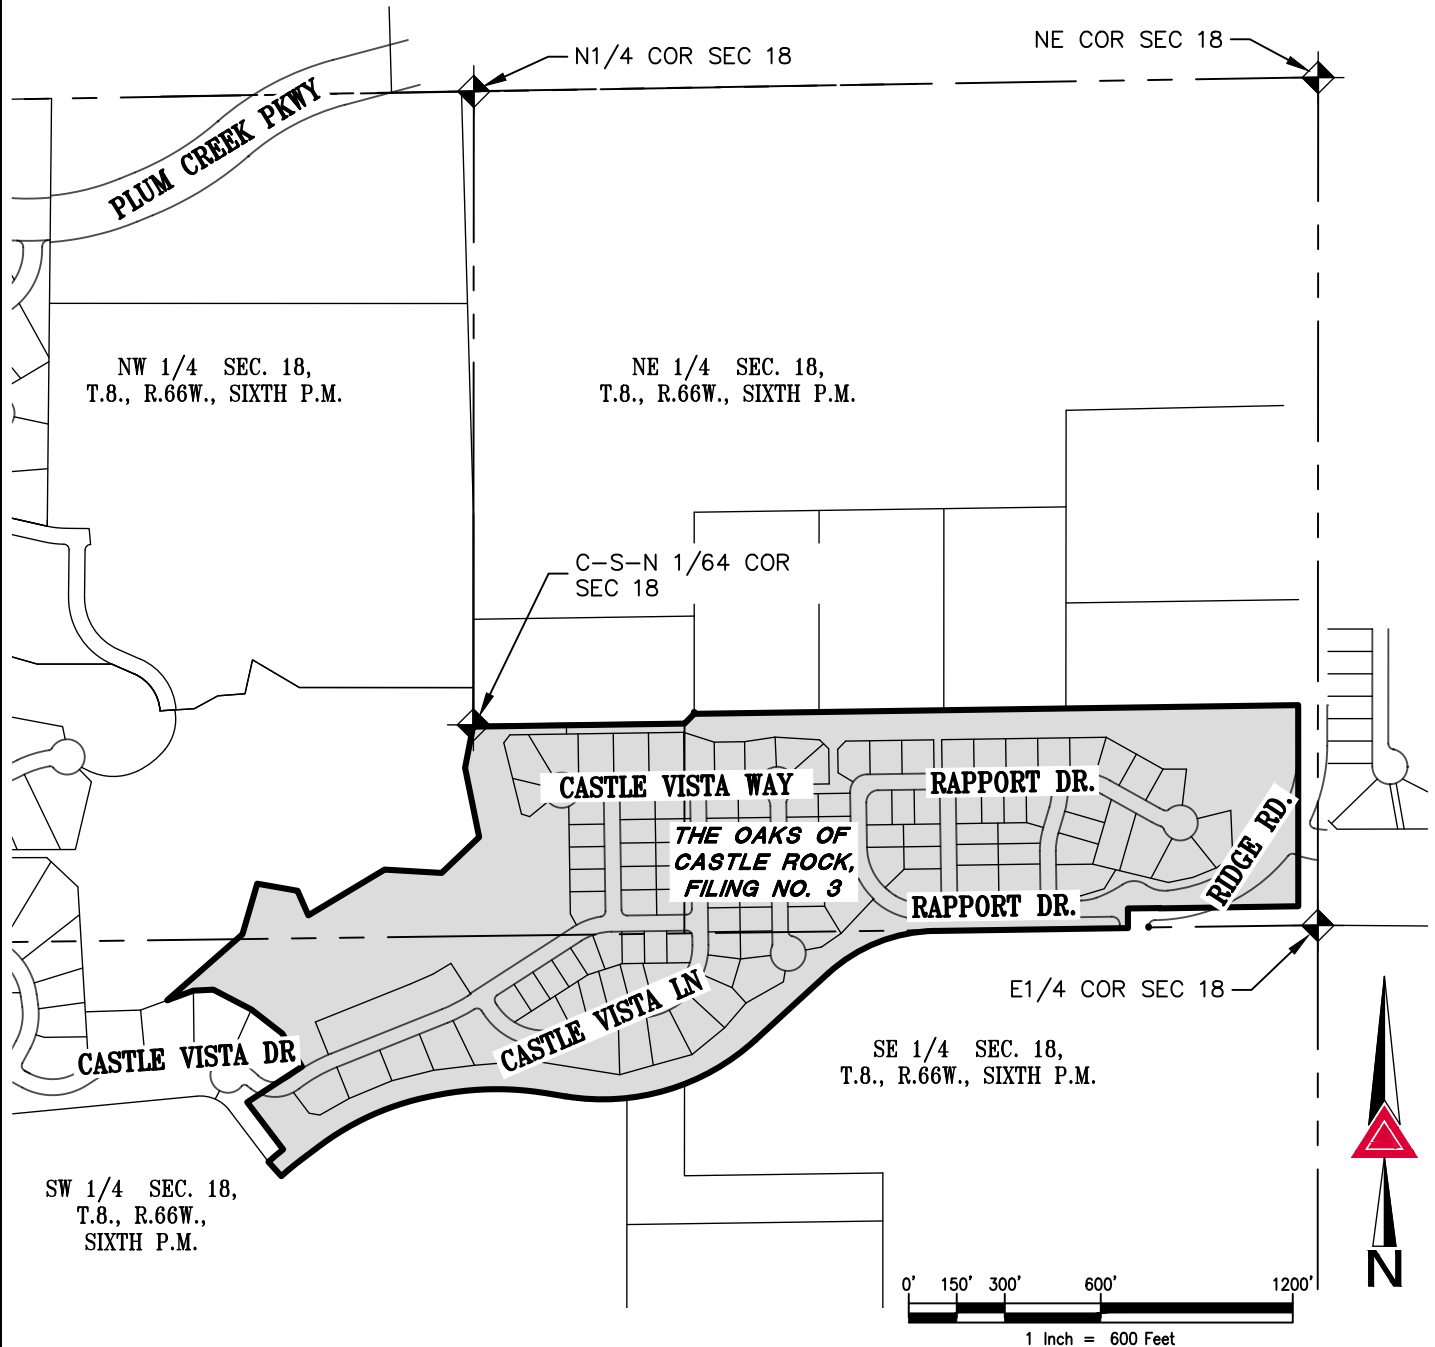 N1/4 COR SEC 18
NE COR SEC 18
PLUM CREEK PKWY
NW 1/4 SEC. 18,
T.8., R.66W., SIXTH P.M.
NE 1/4 SEC. 18,
T.8., R.66W., SIXTH P.M.
C-S-N 1/64 COR
SEC 18
CASTLE VISTA WAY
RAPPORT DR.
RIDGE RD.
THE OAKS OF
CASTLE ROCK,
FILING NO. 3
RAPPORT DR.
E1/4 COR SEC 18
CASTLE VISTA LN
CASTLE VISTA DR
SE 1/4 SEC. 18,
T.8., R.66W., SIXTH P.M.
SW 1/4 SEC. 18,
T.8., R.66W.,
SIXTH P.M.
N
0' 150' 300' 600' 1200'
1 Inch = 600 Feet